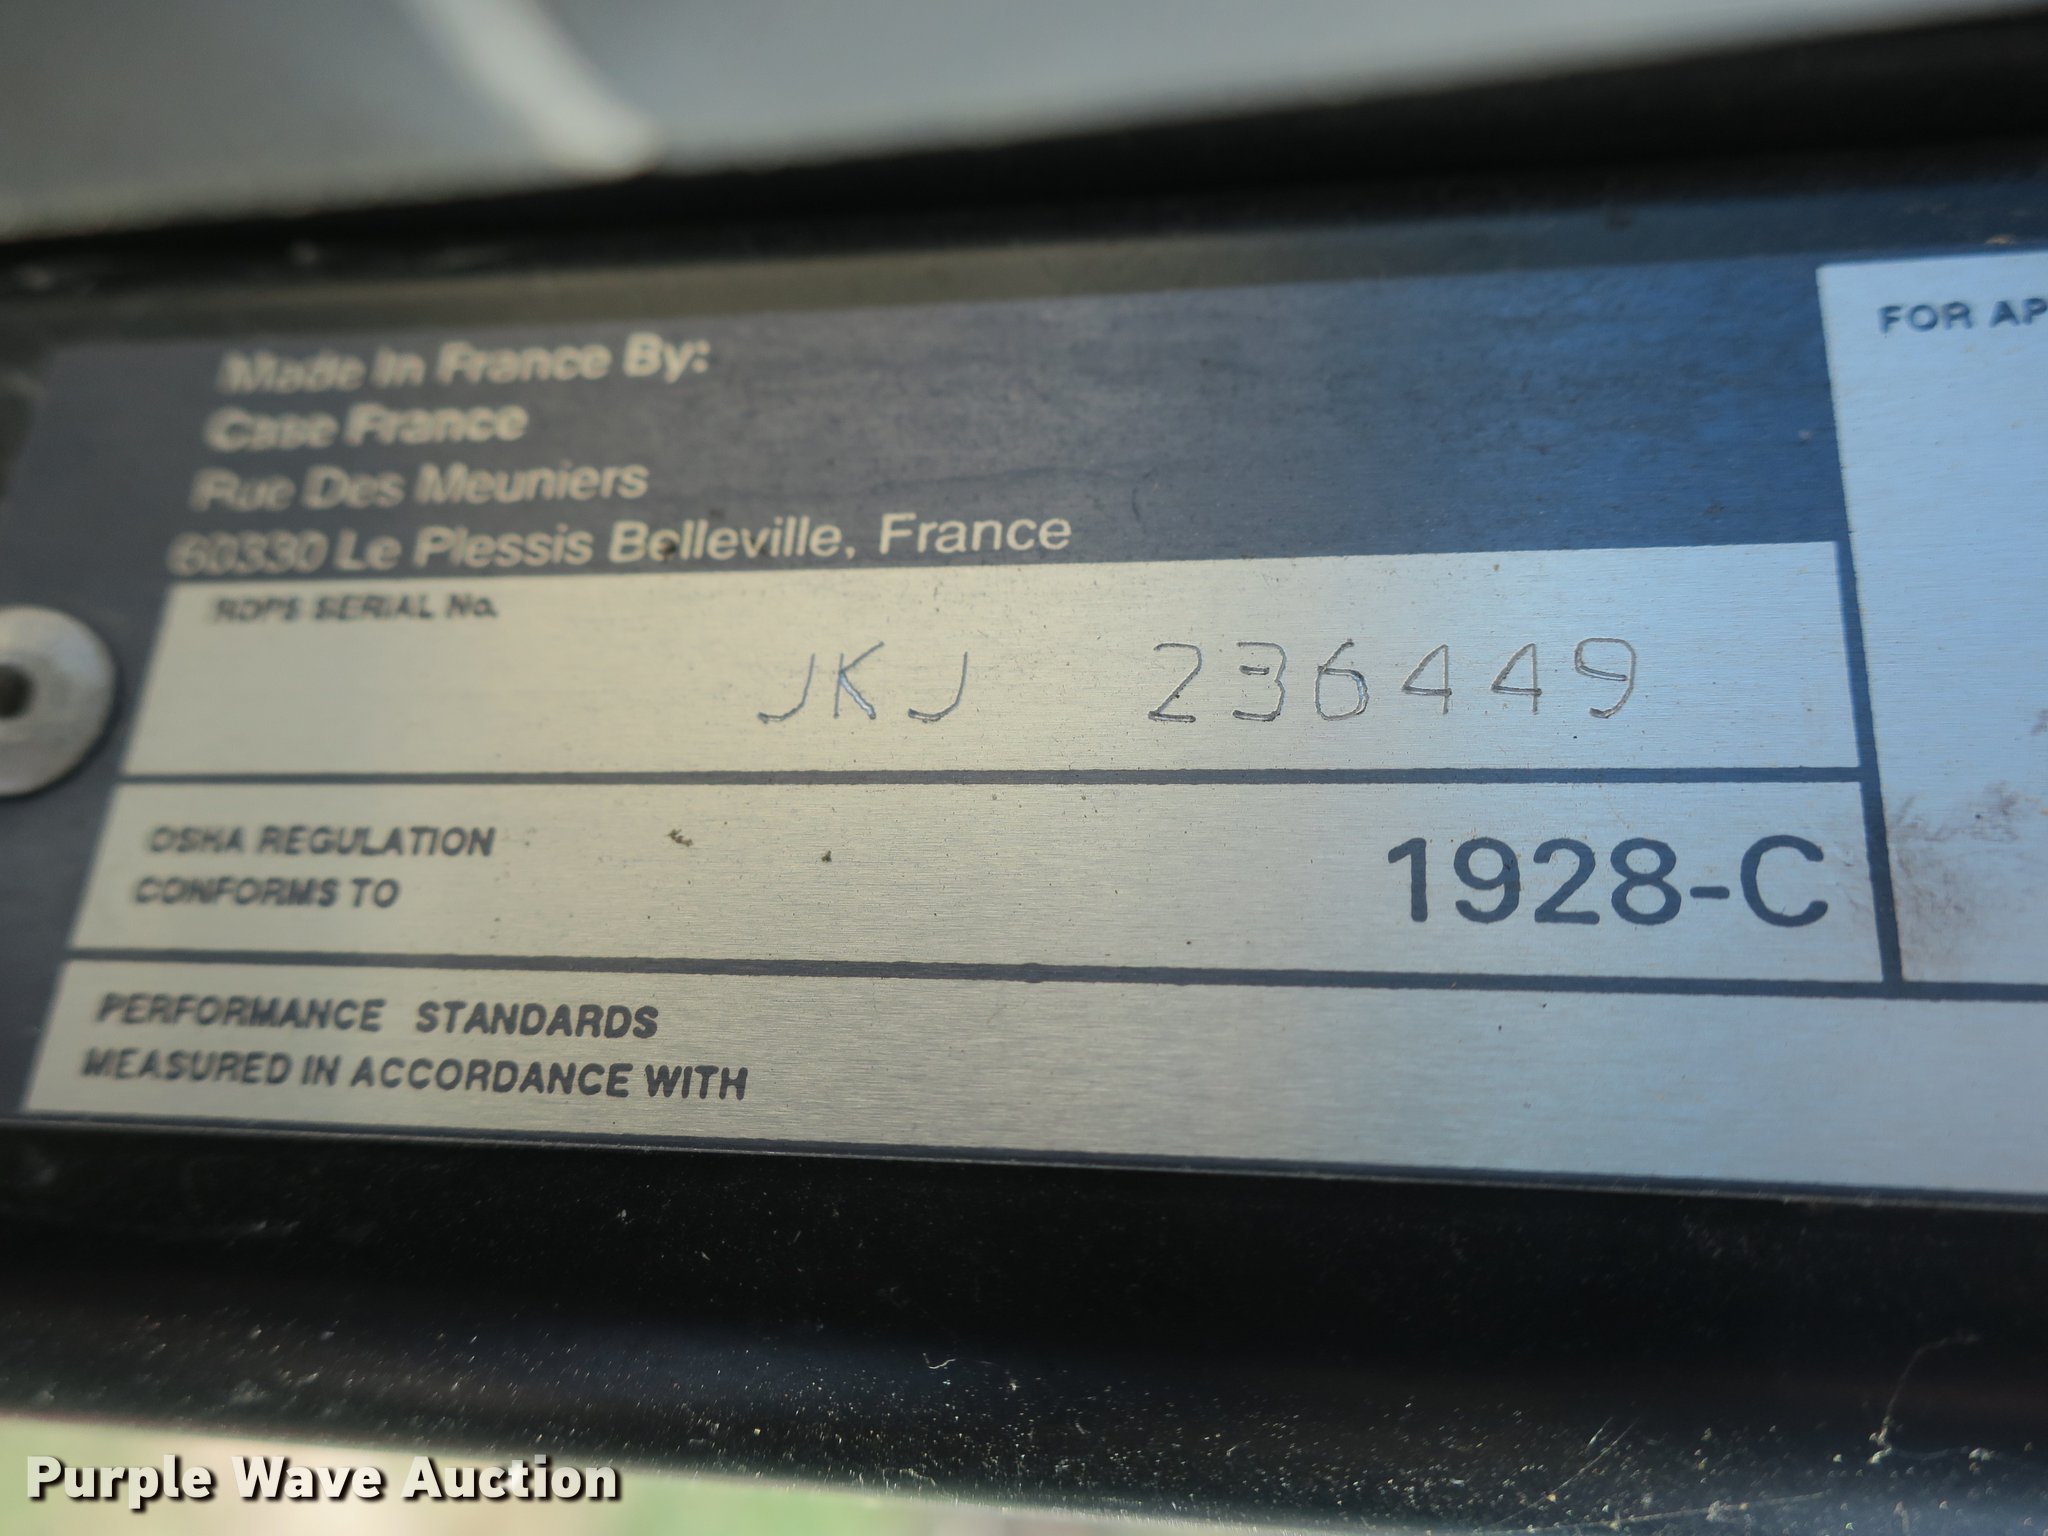 Made In France By:
Case France
Rue Des Meuniers
60330 Le Plessis Belleville, France
ROPS SERIAL No.
JKJ 236449
OSHA REGULATION
CONFORMS TO
1928-C
PERFORMANCE STANDARDS
MEASURED IN ACCORDANCE WITH
FOR AP
Purple Wave Auction